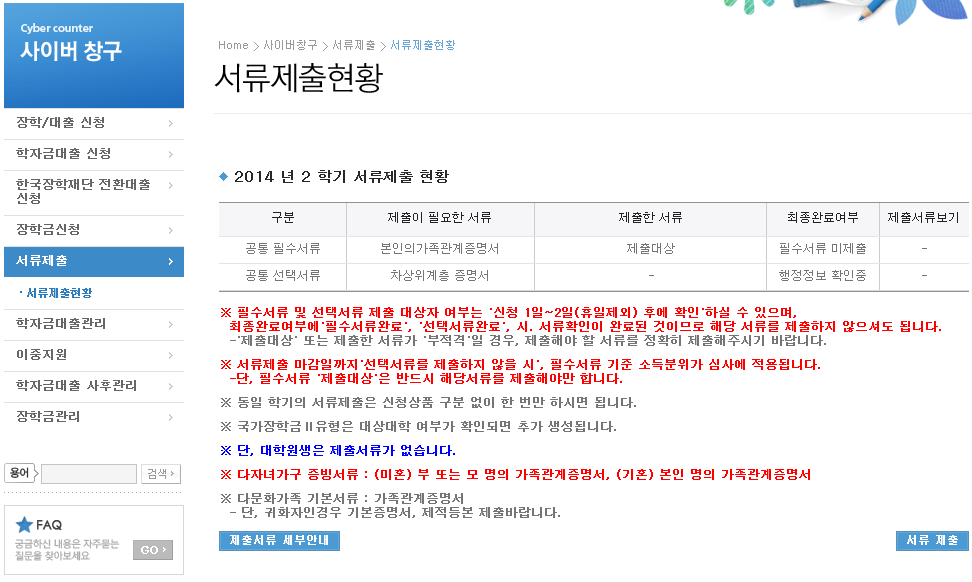 Cyber counter
사이버 창구
장학/대출 신청
학자금대출 신청
한국장학재단 전환대출
신청
장학금신청
서류제출
· 서류제출현황
학자금대출관리
이중지원
학자금대출 사후관리
장학금관리
용어
검색
FAQ
궁금하신 내용은 자주묻는
질문을 찾아보세요
GO
Home > 사이버창구 > 서류제출 > 서류제출현황
서류제출현황
2014 년 2 학기 서류제출 현황
구분 제출이 필요한 서류 제출한 서류 최종완료여부 제출서류보기
공통 필수서류 본인의가족관계증명서 제출대상 필수서류 미제출 -
공통 선택서류 차상위계층 증명서 - 행정정보 확인중 -
※ 필수서류 및 선택서류 제출 대상자 여부는 '신청 1일~2일(휴일제외) 후에 확인'하실 수 있으며,
최종완료여부에'필수서류완료', '선택서류완료', 시, 서류확인이 완료된 것이므로 해당 서류를 제출하지 않으셔도 됩니다.
-'제출대상' 또는 제출한 서류가 '부적격'일 경우, 제출해야 할 서류를 정확히 제출해주시기 바랍니다.
※ 서류제출 마감일까지'선택서류를 제출하지 않을 시', 필수서류 기준 소득분위가 심사에 적용됩니다.
-단, 필수서류 '제출대상'은 반드시 해당서류를 제출해야만 합니다.
※ 동일 학기의 서류제출은 신청상품 구분 없이 한 번만 하시면 됩니다.
※ 국가장학금Ⅱ유형은 대상대학 여부가 확인되면 추가 생성됩니다.
※ 단, 대학원생은 제출서류가 없습니다.
※ 다자녀가구 증빙서류 : (미혼) 부 또는 모 명의 가족관계증명서, (기혼) 본인 명의 가족관계증명서
※ 다문화가족 기본서류 : 가족관계증명서
- 단, 귀화자인경우 기본증명서, 제적등본 제출바랍니다.
제출서류 세부안내
서류 제출